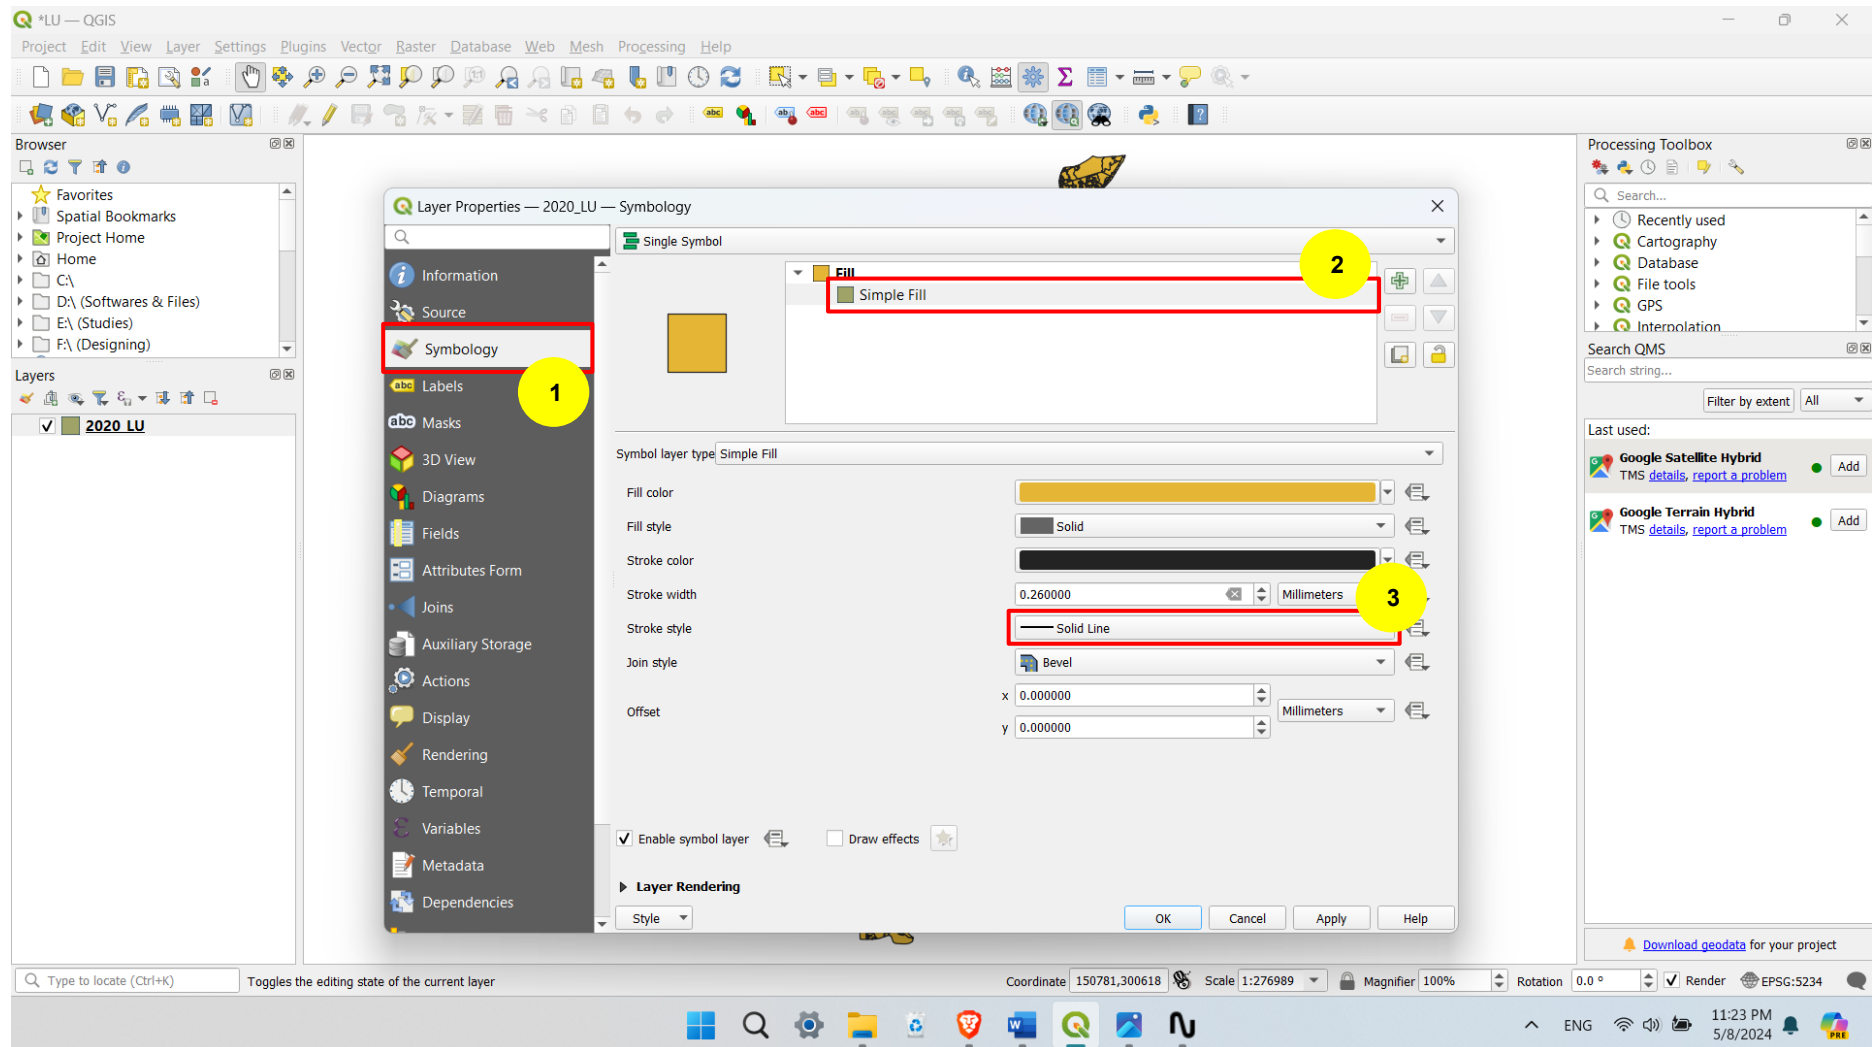 *LU — QGIS
Project Edit View Layer Settings Plugins Vector Raster Database Web Mesh Processing Help
Browser
Favorites
Spatial Bookmarks
Project Home
Home
C:\
D:\ (Softwares & Files)
E:\ (Studies)
F:\ (Designing)
Layers
2020_LU
Layer Properties — 2020_LU — Symbology
Information
Source
Symbology
1
Labels
Masks
3D View
Diagrams
Fields
Attributes Form
Joins
Auxiliary Storage
Actions
Display
Rendering
Temporal
Variables
Metadata
Dependencies
Single Symbol
2
Fill
Simple Fill
Symbol layer type Simple Fill
Fill color
Fill style Solid
Stroke color
Stroke width 0.260000 Millimeters
3
Stroke style Solid Line
Join style Bevel
Offset x 0.000000 Millimeters
y 0.000000
Enable symbol layer Draw effects
Layer Rendering
Style OK Cancel Apply Help
Processing Toolbox
Search...
Recently used
Cartography
Database
File tools
GPS
Interpolation
Search QMS
Search string...
Filter by extent All
Last used:
Google Satellite Hybrid
TMS details, report a problem Add
Google Terrain Hybrid
TMS details, report a problem Add
Download geodata for your project
Type to locate (Ctrl+K) Toggles the editing state of the current layer Coordinate 150781,300618 Scale 1:276989 Magnifier 100% Rotation 0.0 ° Render EPSG:5234
ENG 11:23 PM
5/8/2024
PRE